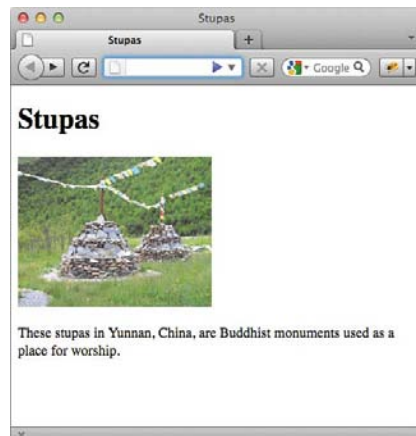 Stupas
Stupas
Google
Stupas
These stupas in Yunnan, China, are Buddhist monuments used as a
place for worship.